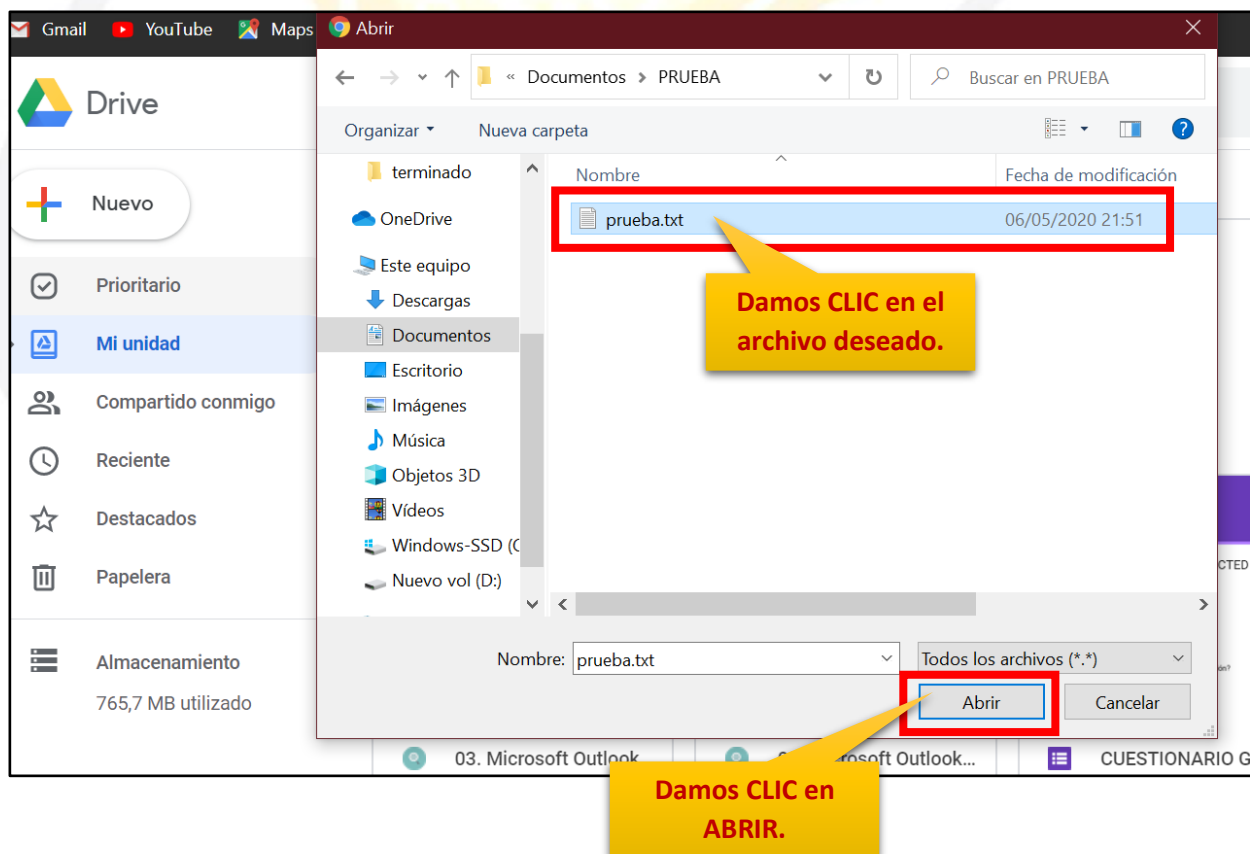 Gmail YouTube Maps
Abrir
« Documentos > PRUEBA
Buscar en PRUEBA
Drive
Organizar
Nueva carpeta
Nuevo
terminado
OneDrive
Este equipo
Descargas
Documentos
Escritorio
Imágenes
Música
Objetos 3D
Vídeos
Windows-SSD (C
Nuevo vol (D:)
Nombre Fecha de modificación
prueba.txt 06/05/2020 21:51
Damos CLIC en el
archivo deseado.
Prioritario
Mi unidad
Compartido conmigo
Reciente
Destacados
Papelera
Almacenamiento
765,7 MB utilizado
CTED
Nombre: prueba.txt
Todos los archivos (*.*)
Abrir Cancelar
03. Microsoft Outlook
rosoft Outlook...
CUESTIONARIO G
Damos CLIC en
ABRIR.